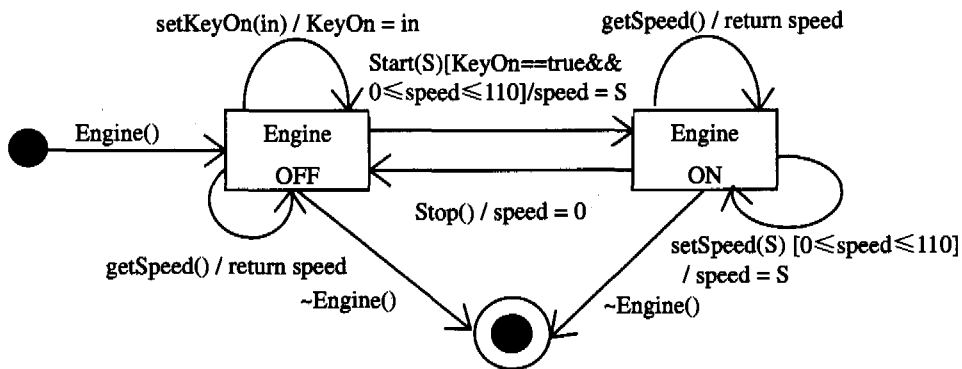 setKeyOn(in) / KeyOn = in
getSpeed() / return speed
Start(S)[KeyOn==true&&
0≤speed≤110]/speed = S
Engine()
Engine
OFF
Engine
ON
Stop() / speed = 0
setSpeed(S) [0≤speed≤110]
/ speed = S
getSpeed() / return speed
~Engine()
~Engine()